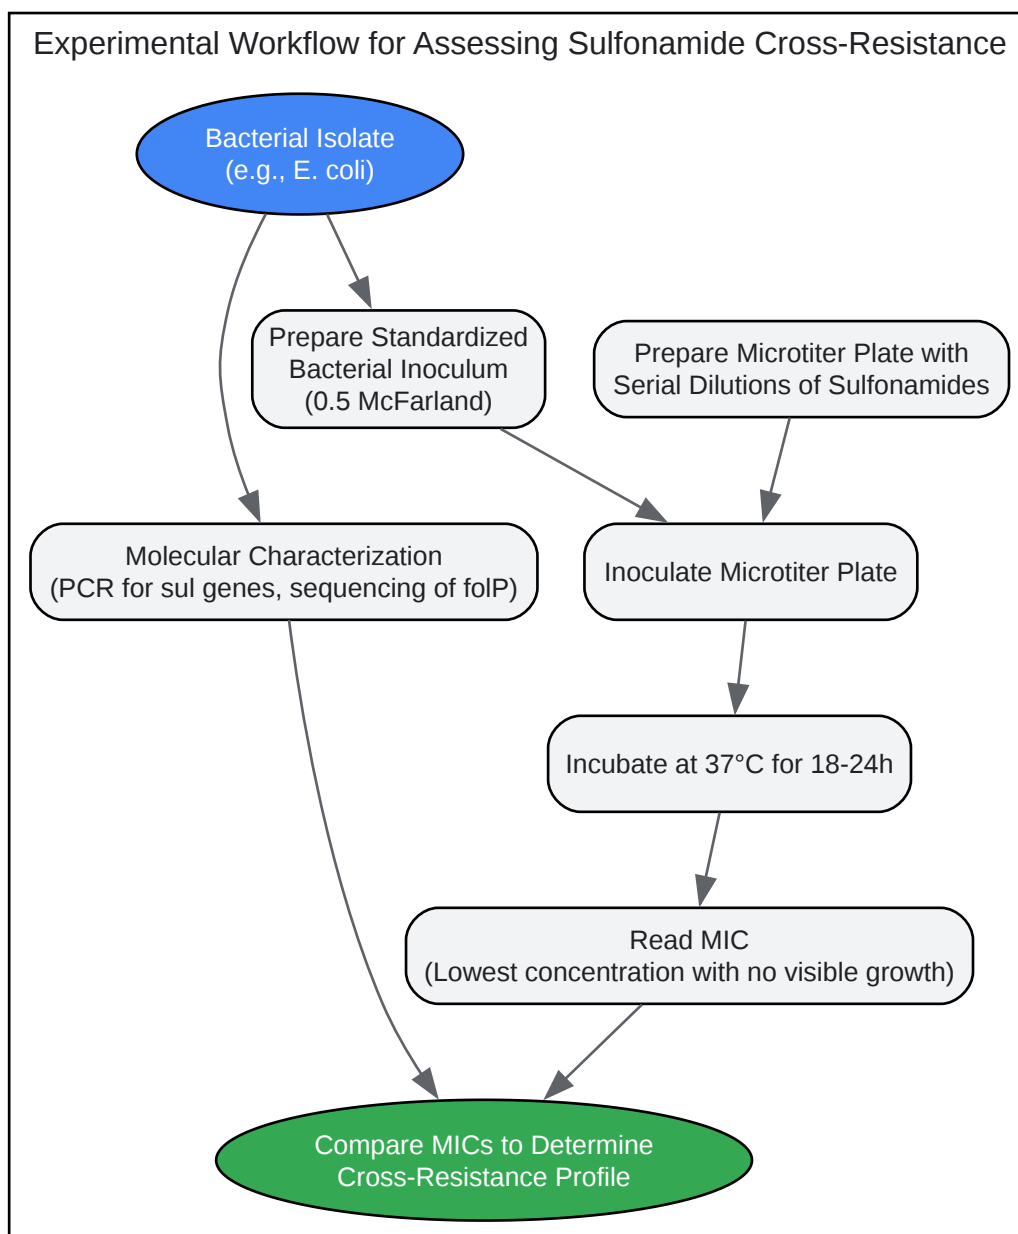 Experimental Workflow for Assessing Sulfonamide Cross-Resistance
Bacterial Isolate
(e.g., E. coli)
Prepare Standardized
Bacterial Inoculum
(0.5 McFarland)
Prepare Microtiter Plate with
Serial Dilutions of Sulfonamides
Molecular Characterization
(PCR for sul genes, sequencing of folP)
Inoculate Microtiter Plate
Incubate at 37°C for 18-24h
Read MIC
(Lowest concentration with no visible growth)
Compare MICs to Determine
Cross-Resistance Profile